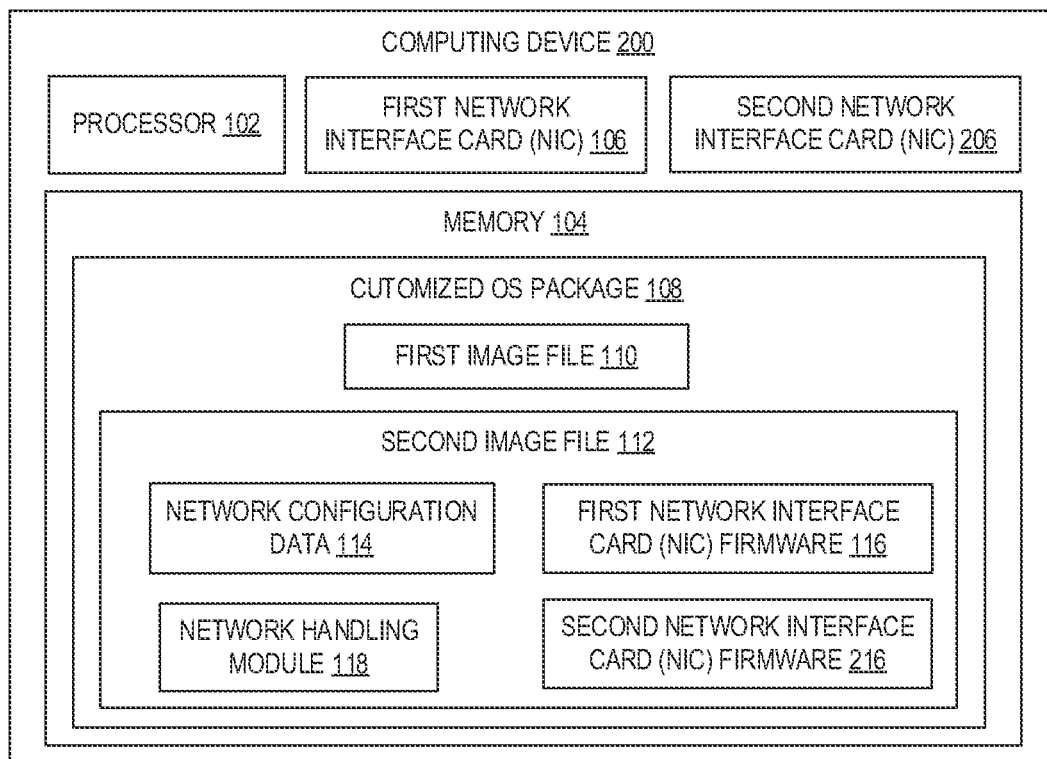 COMPUTING DEVICE 200
PROCESSOR 102
FIRST NETWORK
INTERFACE CARD (NIC) 106
SECOND NETWORK
INTERFACE CARD (NIC) 206
MEMORY 104
CUTOMIZED OS PACKAGE 108
FIRST IMAGE FILE 110
SECOND IMAGE FILE 112
NETWORK CONFIGURATION
DATA 114
FIRST NETWORK INTERFACE
CARD (NIC) FIRMWARE 116
NETWORK HANDLING
MODULE 118
SECOND NETWORK INTERFACE
CARD (NIC) FIRMWARE 216